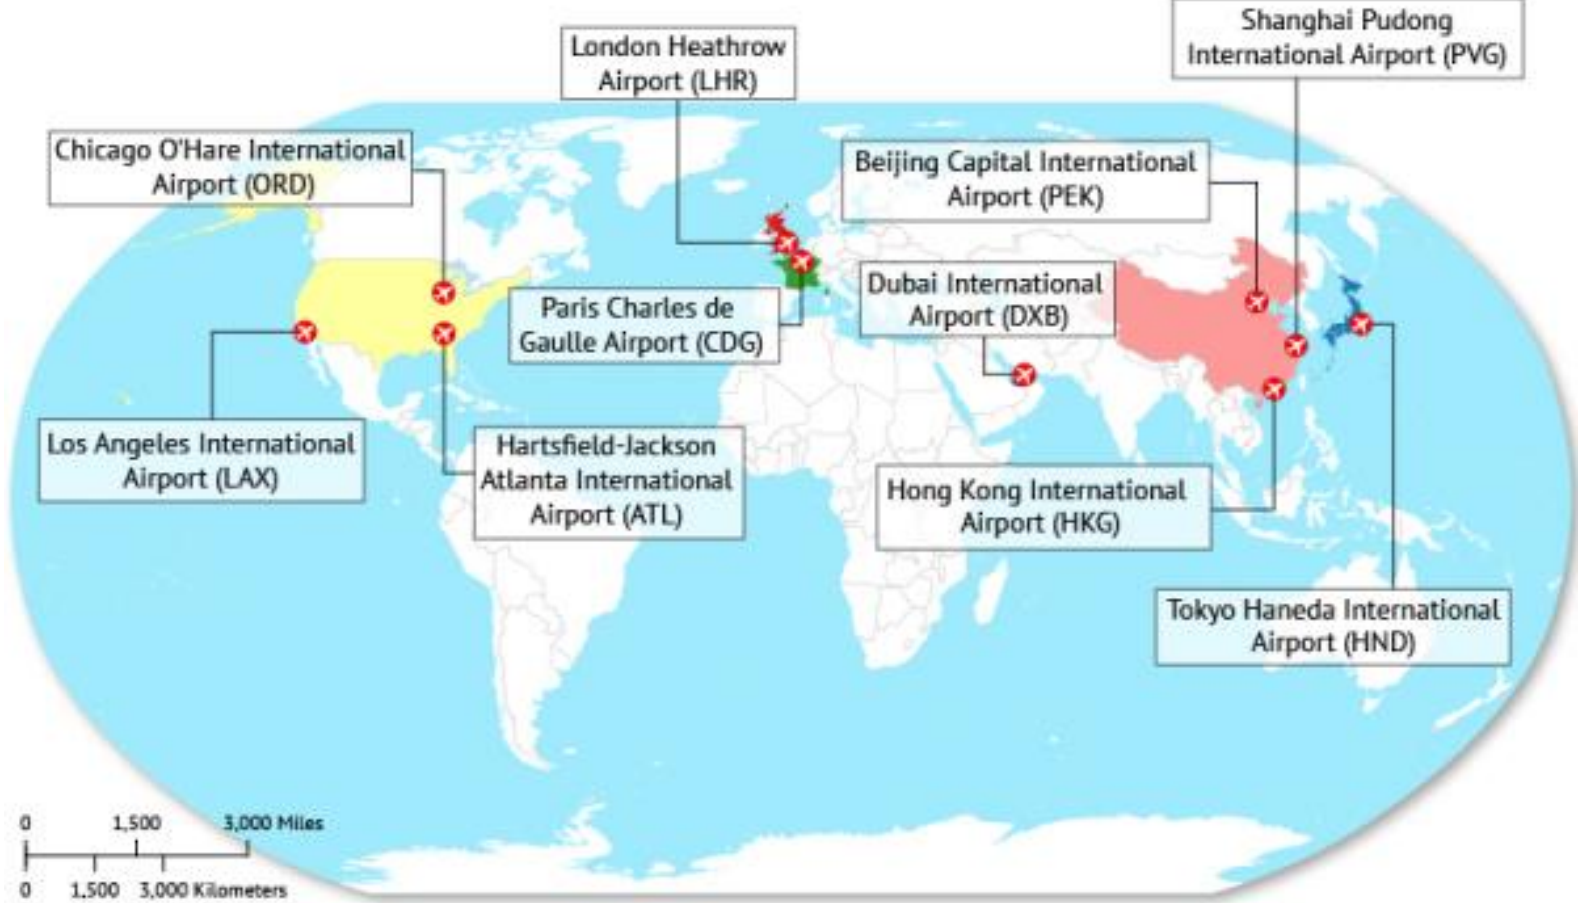 Shanghai Pudong
International Airport (PVG)
London Heathrow
Airport (LHR)
Chicago O'Hare International
Airport (ORD)
Beijing Capital International
Airport (PEK)
Dubai International
Airport (DXB)
Paris Charles de
Gaulle Airport (CDG)
Los Angeles International
Airport (LAX)
Hartsfield-Jackson
Atlanta International
Airport (ATL)
Hong Kong International
Airport (HKG)
Tokyo Haneda International
Airport (HND)
0 1,500 3,000 Miles
0 1,500 3,000 Kilometers